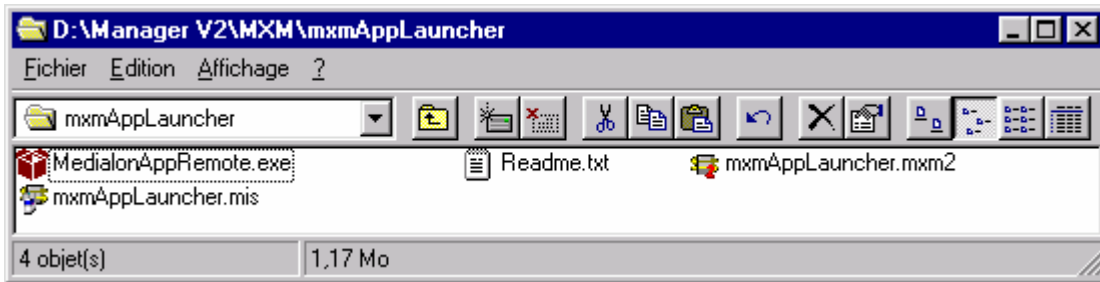 D:\Manager V2\MXM\mxmAppLauncher
Fichier Edition Affichage ?
mxmAppLauncher
MedialonAppRemote.exe Readme.txt mxmAppLauncher.mxm2
mxmAppLauncher.mis
4 objet(s) 1,17 Mo